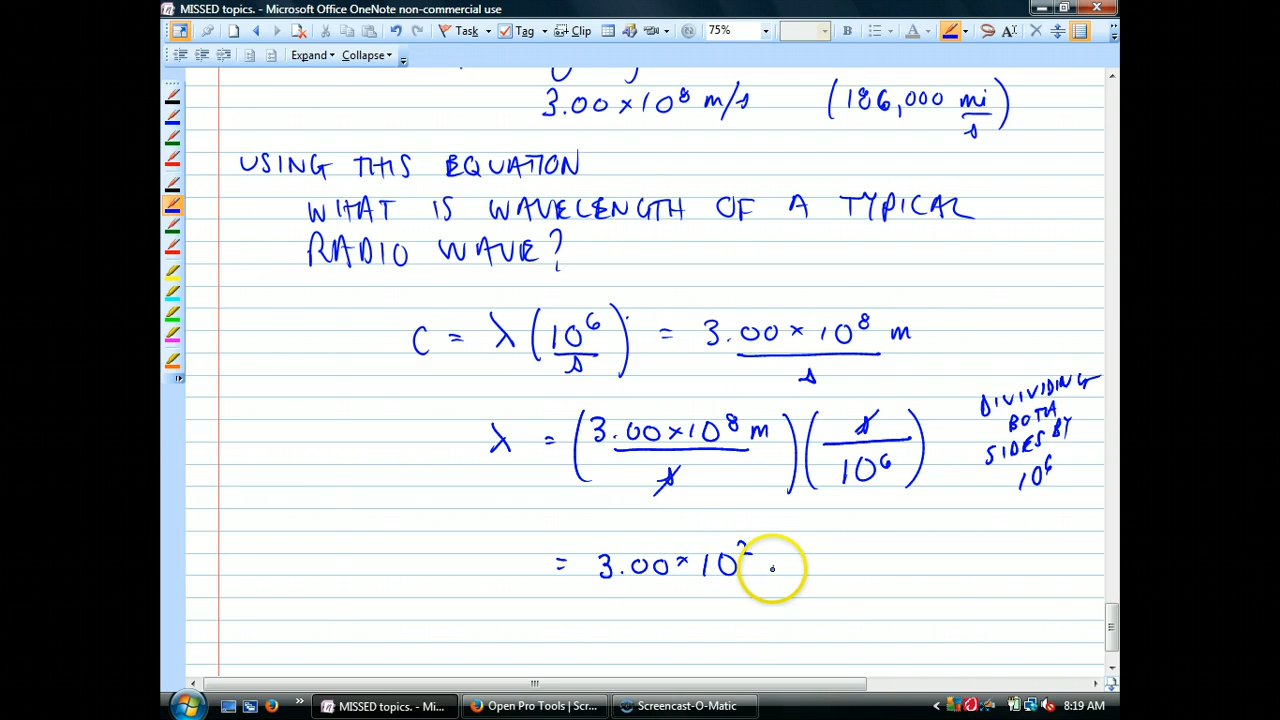 MISSED topics. - Microsoft Office OneNote non-commercial use
Task Tag Clip 75% B A
Expand Collapse
3.00 × 10⁸ m/s (186,000 mi/s)
USING THIS EQUATION
WHAT IS WAVELENGTH OF A TYPICAL
RADIO WAVE?
C = λ (10⁶/s) = 3.00 × 10⁸ m/s
λ = (3.00 × 10⁸ m/s) (s/10⁶)
DIVIDING
BOTH
SIDES BY
10⁶
= 3.00 × 10²
MISSED topics. - Mi... Open Pro Tools | Scr... Screencast-O-Matic 8:19 AM